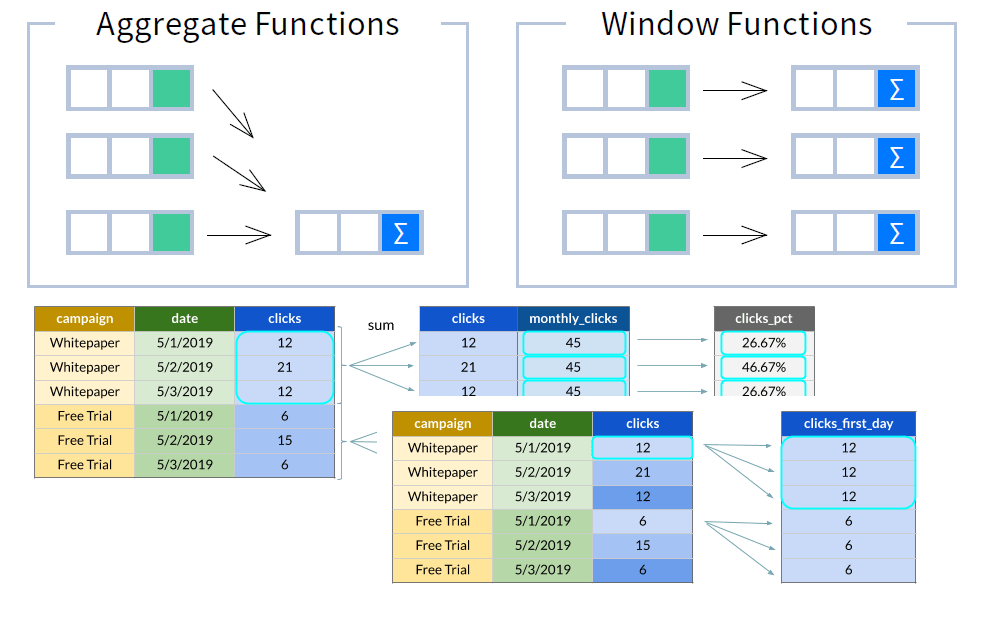 Aggregate Functions
Window Functions
Σ
Σ
Σ
Σ
campaign date clicks
Whitepaper 5/1/2019 12
Whitepaper 5/2/2019 21
Whitepaper 5/3/2019 12
Free Trial 5/1/2019 6
Free Trial 5/2/2019 15
Free Trial 5/3/2019 6
sum
clicks monthly_clicks
12 45
21 45
12 45
clicks_pct
26.67%
46.67%
26.67%
campaign date clicks
Whitepaper 5/1/2019 12
Whitepaper 5/2/2019 21
Whitepaper 5/3/2019 12
Free Trial 5/1/2019 6
Free Trial 5/2/2019 15
Free Trial 5/3/2019 6
clicks_first_day
12
12
12
6
6
6